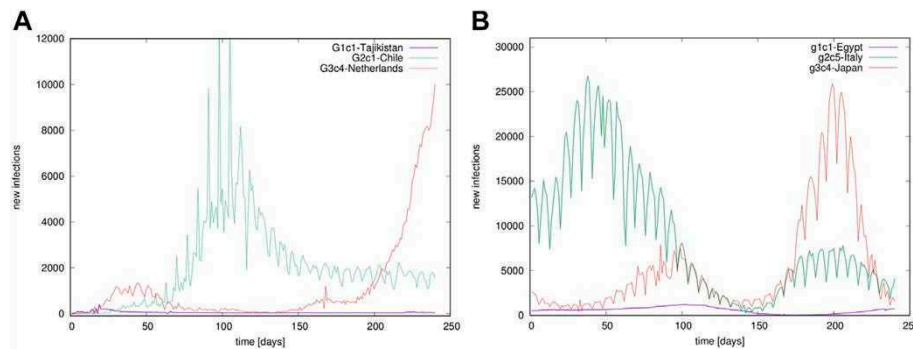 A
12000
10000
8000
6000
4000
2000
0
new infections
G1c1-Tajikistan
G2c1-Chile
G3c4-Netherlands
0 50 100 150 200 250
time [days]
B
30000
25000
20000
15000
10000
5000
0
new infections
g1c1-Egypt
g2c5-Italy
g3c4-Japan
0 50 100 150 200 250
time [days]